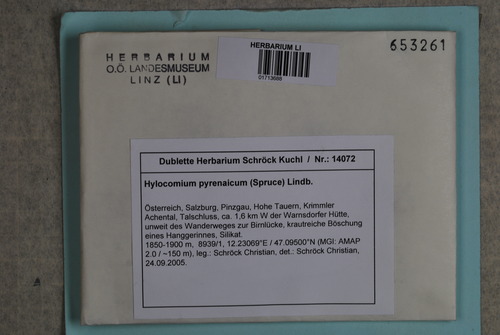 HERBARIUM
O.Ö. LANDESMUSEUM
LINZ (LI)
HERBARIUM LI
01713688
653261
Dublette Herbarium Schröck Kuchl / Nr.: 14072
Hylocomium pyrenaicum (Spruce) Lindb.
Österreich, Salzburg, Pinzgau, Hohe Tauern, Krimmler
Achental, Talschluss, ca. 1,6 km W der Warnsdorfer Hütte,
unweit des Wanderweges zur Birnlücke, krautreiche Böschung
eines Hanggerinnes, Silikat.
1850-1900 m, 8939/1, 12.23069°E / 47.09500°N (MGI: AMAP
2.0 / ~150 m), leg.: Schröck Christian, det.: Schröck Christian,
24.09.2005.